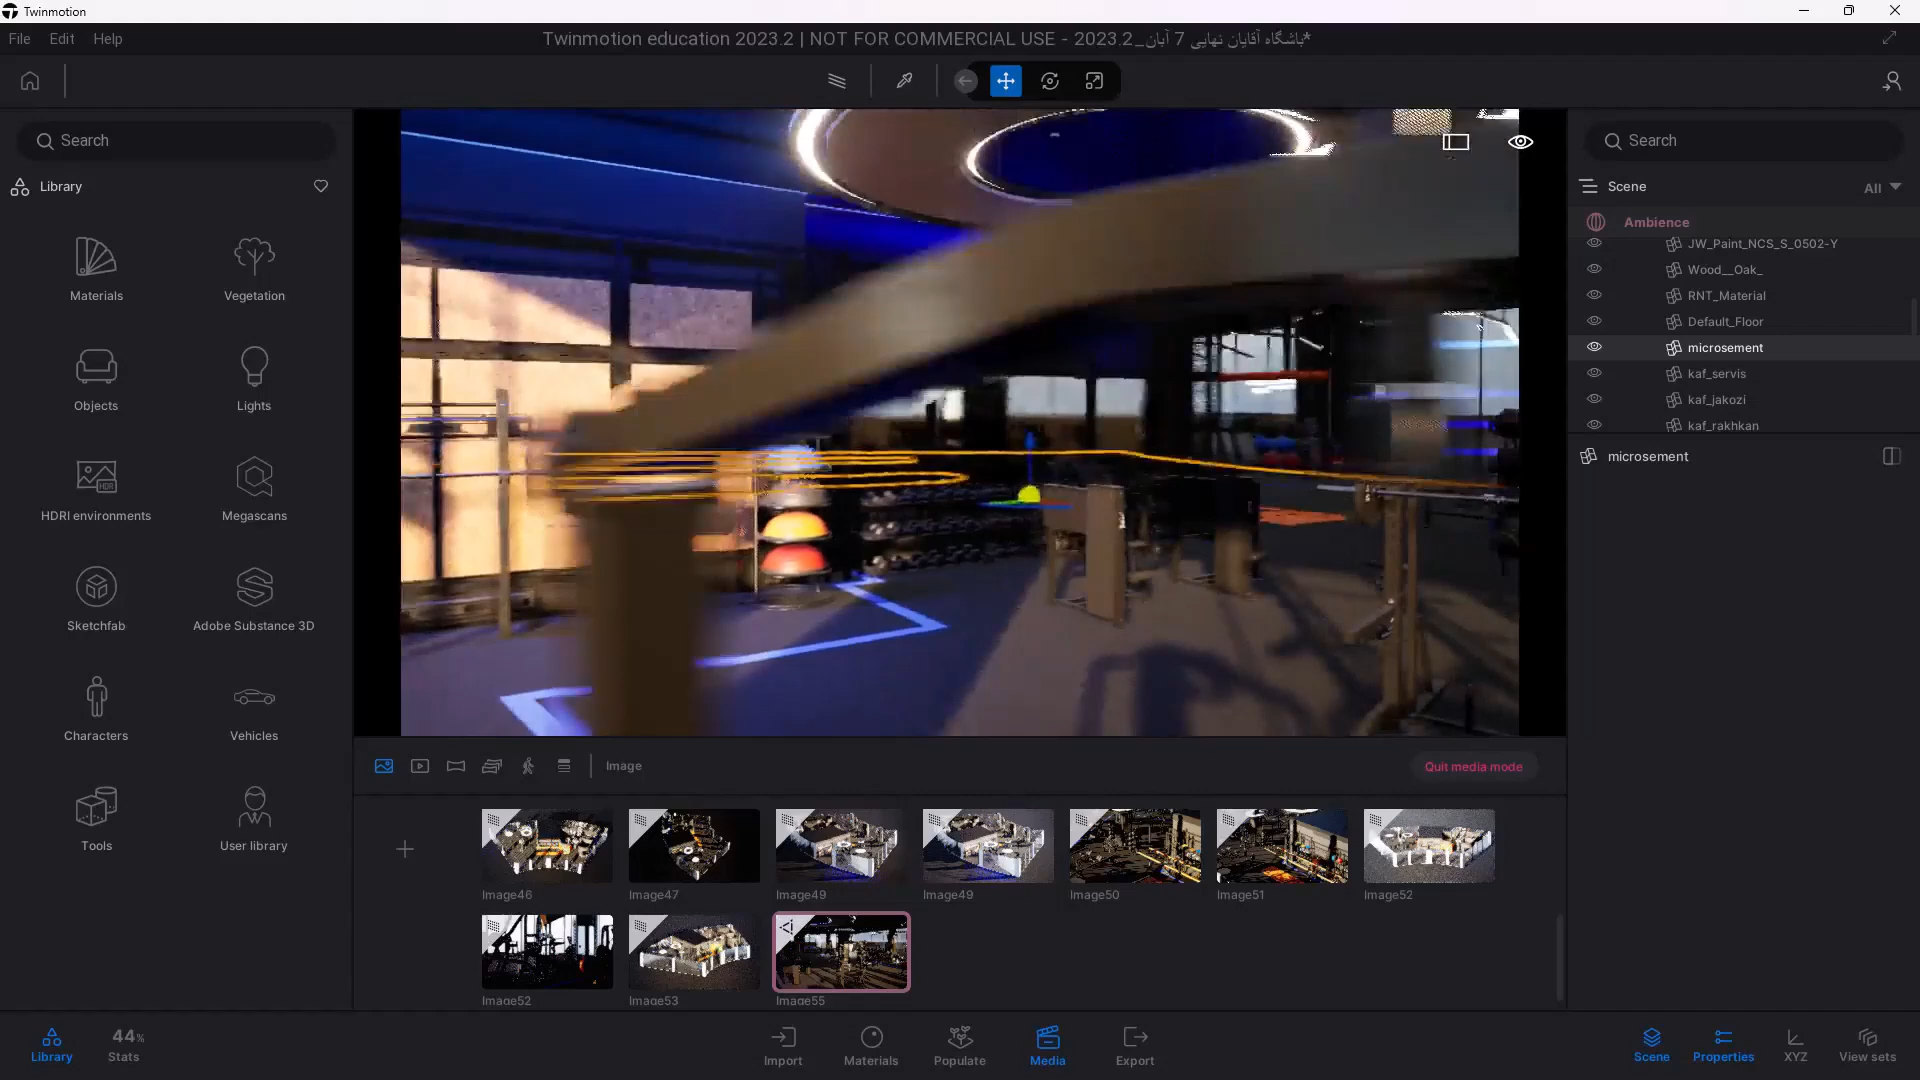 Twinmotion
File Edit Help
Twinmotion education 2023.2 | NOT FOR COMMERCIAL USE - 2023.2_باشگاه آقایان نهایی 7 آبان*
Search
Library
Materials
Vegetation
Objects
Lights
HDR
HDRI environments
Megascans
Sketchfab
Adobe Substance 3D
Characters
Vehicles
Tools
User library
Search
Scene
All
Ambience
JW_Paint_NCS_S_0502-Y
Wood__Oak_
RNT_Material
Default_Floor
microsement
kaf_servis
kaf_jakozi
kaf_rakhkan
microsement
Image
Quit media mode
Image46
Image47
Image49
Image49
Image50
Image51
Image52
Image52
Image53
Image55
Library
44%
Stats
Import
Materials
Populate
Media
Export
Scene
Properties
XYZ
View sets